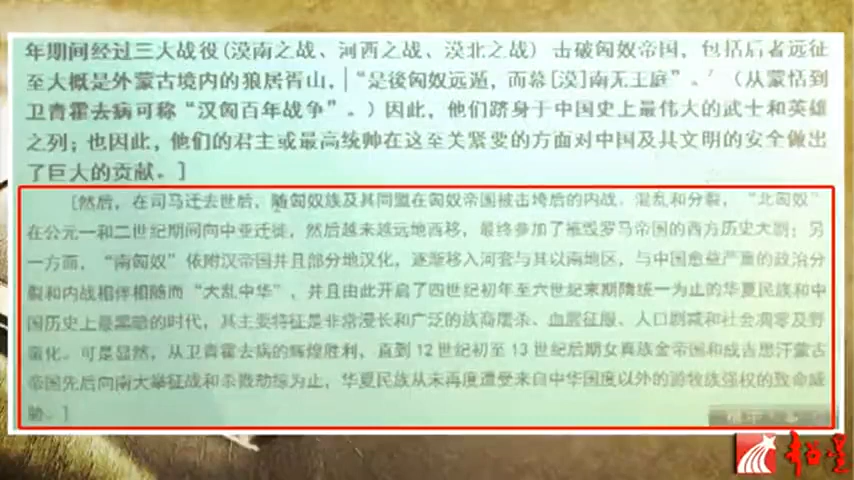 年期间经过三大战役(漠南之战、河西之战、漠北之战) 击破匈奴帝国，包括后者远征
至大概是外蒙古境内的狼居胥山，“是後匈奴远遁，而幕[漠]南无王庭”。（从蒙恬到
卫青霍去病可称“汉匈百年战争”。）因此，他们跻身于中国史上最伟大的武士和英雄
之列；也因此，他们的君主或最高统帅在这至关紧要的方面对中国及其文明的安全做出
了巨大的贡献。]
[然后，在司马迁去世后，随匈奴族及其同盟在匈奴帝国被击垮后的内战、混乱和分裂，“北匈奴”
在公元一和二世纪期间向中亚迁徙，然后越来越远地西移，最终参加了摧毁罗马帝国的西方历史大剧；另
一方面，“南匈奴”依附汉帝国并且部分地汉化，逐渐移入河套与其以南地区，与中国愈益严重的政治分
裂和内战相伴相随而“大乱中华”，并且由此开启了四世纪初年至六世纪末期隋统一为止的华夏民族和中
国历史上最黑暗的时代，其主要特征是非常漫长和广泛的族裔屠杀、血腥征服、人口剧减和社会凋零及野
蛮化。可是显然，从卫青霍去病的辉煌胜利，直到12世纪初至13世纪后期女真族金帝国和成吉思汗蒙古
帝国先后向南大举征战和杀戮劫掠为止，华夏民族从未再度遭受来自中华国度以外的游牧族强权的致命威
胁。]